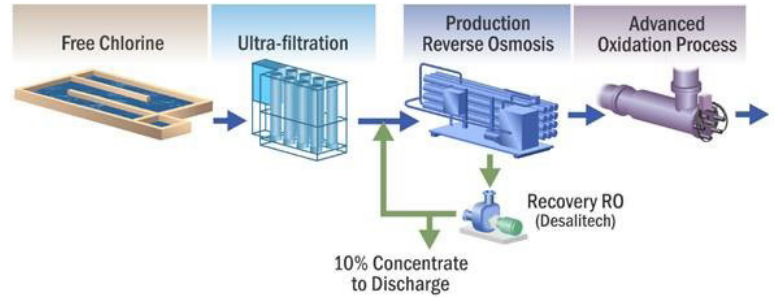 Free Chlorine
Ultra-filtration
Production
Reverse Osmosis
Advanced
Oxidation Process
Recovery RO
(Desalitech)
10% Concentrate
to Discharge